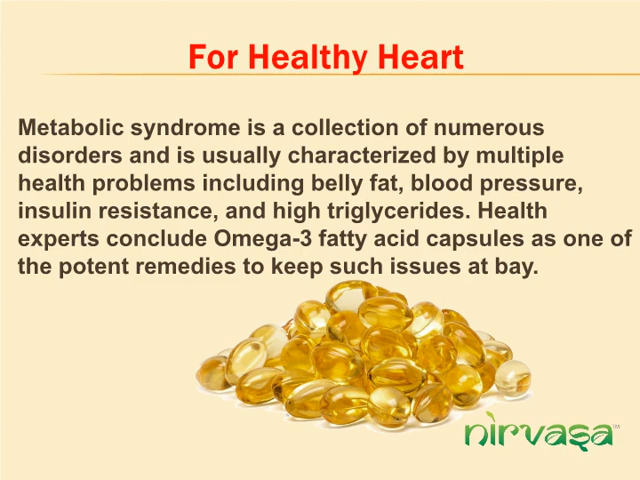 For Healthy Heart
Metabolic syndrome is a collection of numerous
disorders and is usually characterized by multiple
health problems including belly fat, blood pressure,
insulin resistance, and high triglycerides. Health
experts conclude Omega-3 fatty acid capsules as one of
the potent remedies to keep such issues at bay.
nirvasa™